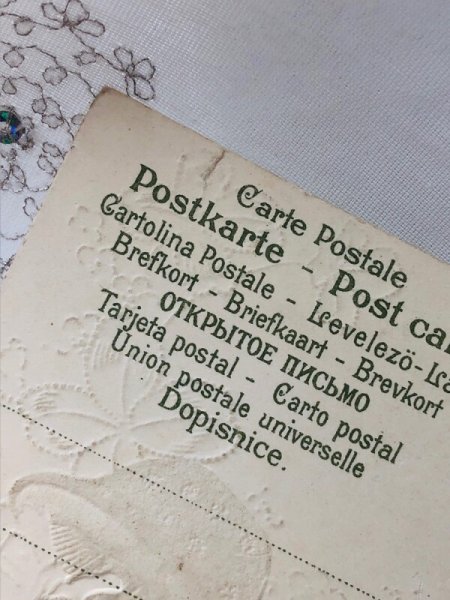 Carte Postale
Postkarte - Post
Cartolina Postale - Levelezö-
Brefkort - Briefkaart - Brevkort
ОТКРЫТОЕ ПИСЬМО
Tarjeta postal - Carto postal
Union postale universelle
Dopisnice.